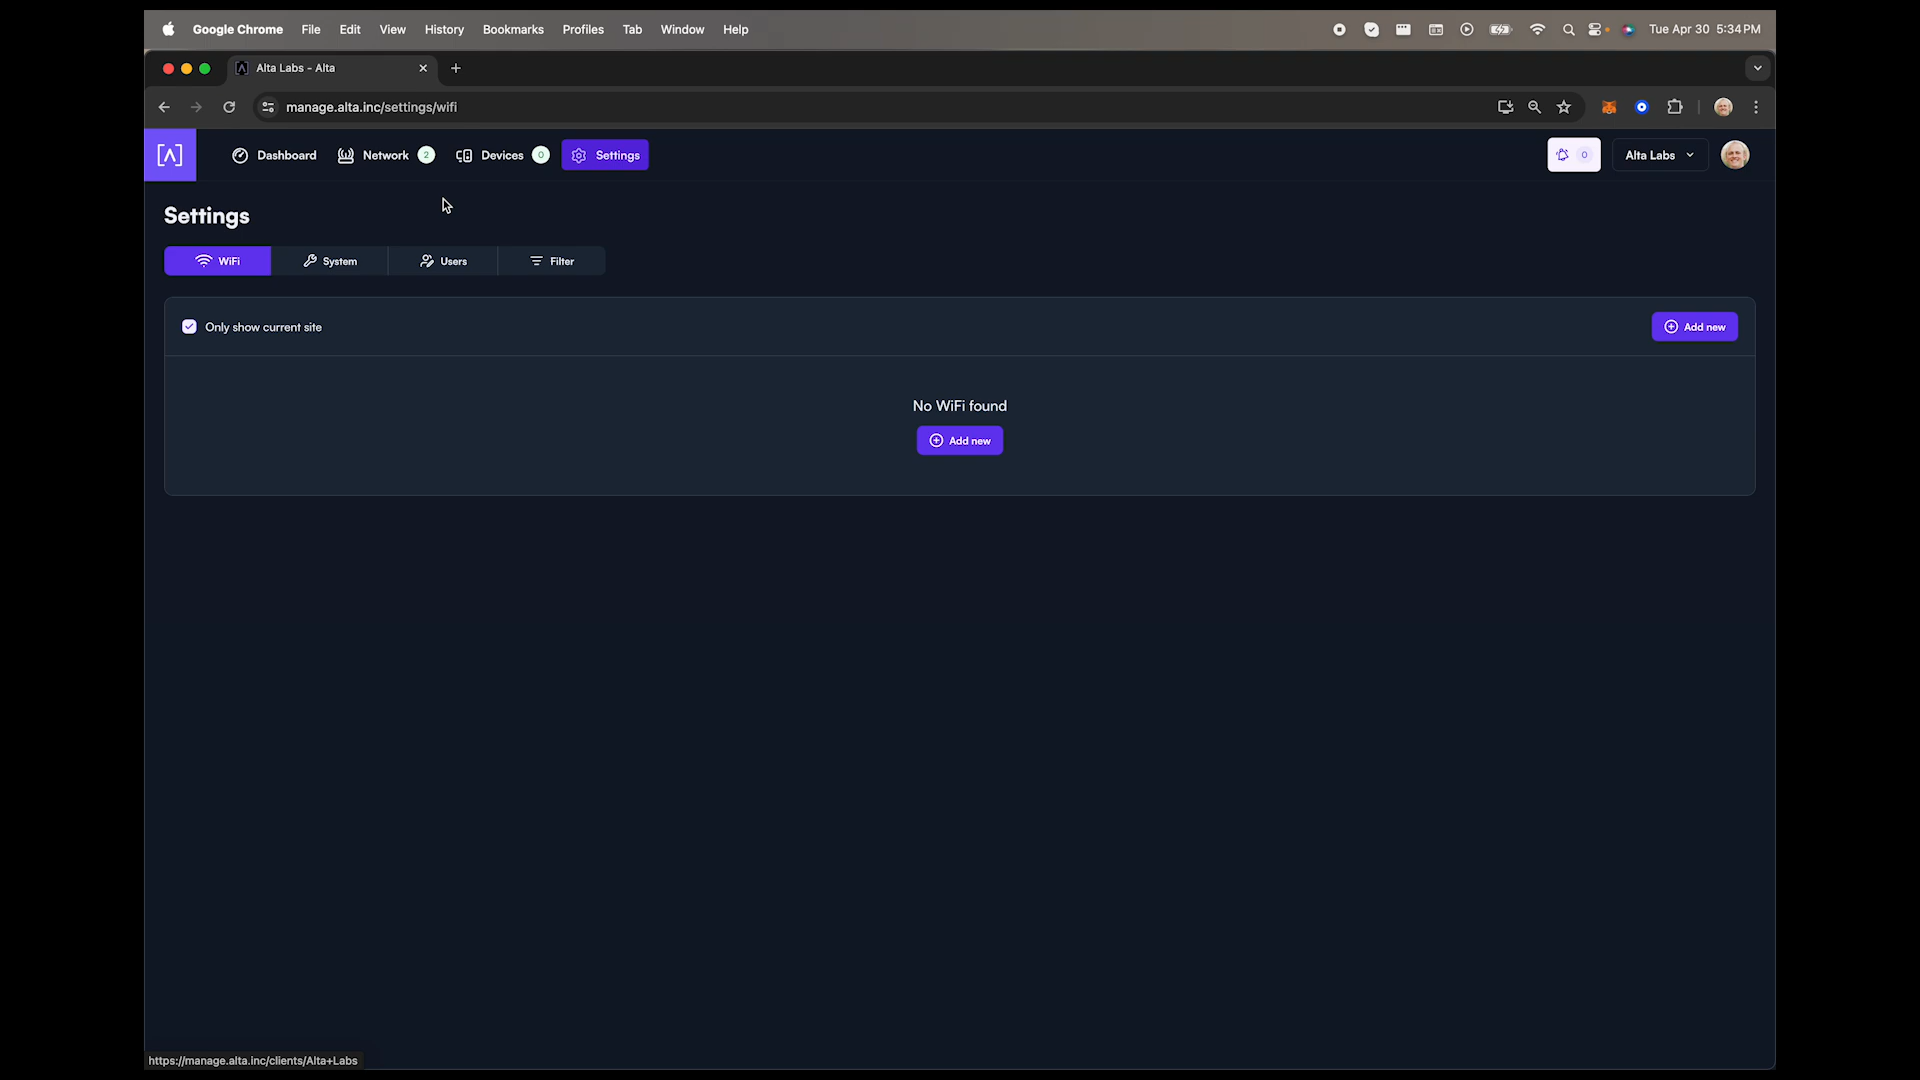 Google Chrome File Edit View History Bookmarks Profiles Tab Window Help Tue Apr 30 5:34 PM
Alta Labs - Alta
manage.alta.inc/settings/wifi
Dashboard Network 2 Devices 0 Settings 0 Alta Labs
Settings
WiFi System Users Filter
Only show current site Add new
No WiFi found
Add new
https://manage.alta.inc/clients/Alta+Labs